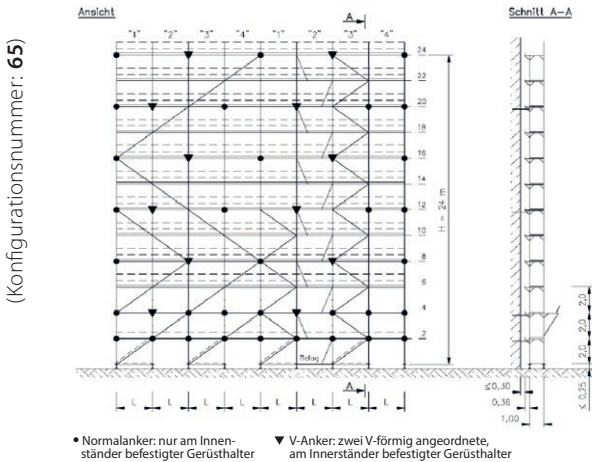 Ansicht
Schnitt A-A
A
"1" "2" "3" "4" "1" "2" "3" "4"
24
22
20
18
16
14
12
10
8
6
4
2
H = 24 m
Belag
A
L L L L L L L L
2,0
2,0
2,0
≤ 0,25
≤0,30
0,36
1,00
(Konfigurationsnummer: 65)
• Normalanker: nur am Innen-
ständer befestigter Gerüsthalter
▼ V-Anker: zwei V-förmig angeordnete,
am Innerständer befestigter Gerüsthalter